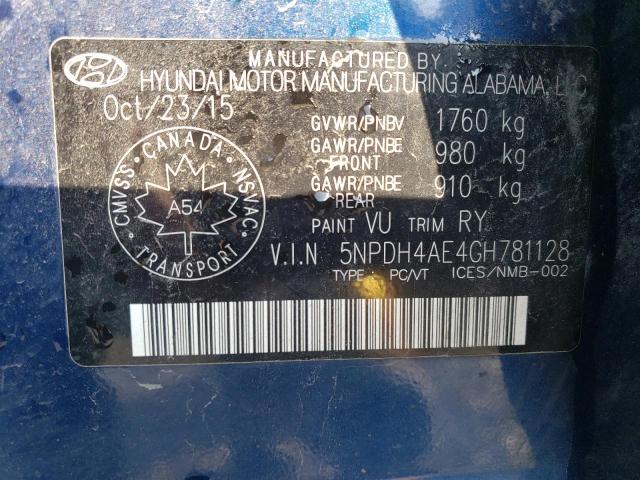 MANUFACTURED BY
HYUNDAI MOTOR MANUFACTURING ALABAMA, LLC
Oct/23/15
GVWR/PNBV 1760 kg
GAWR/PNBE FRONT 980 kg
GAWR/PNBE REAR 910 kg
CANADA
CMVSS NSVAC
A54
TRANSPORT
PAINT VU TRIM RY
V.I.N 5NPDH4AE4GH781128
TYPE : PC/VT ICES/NMB-002